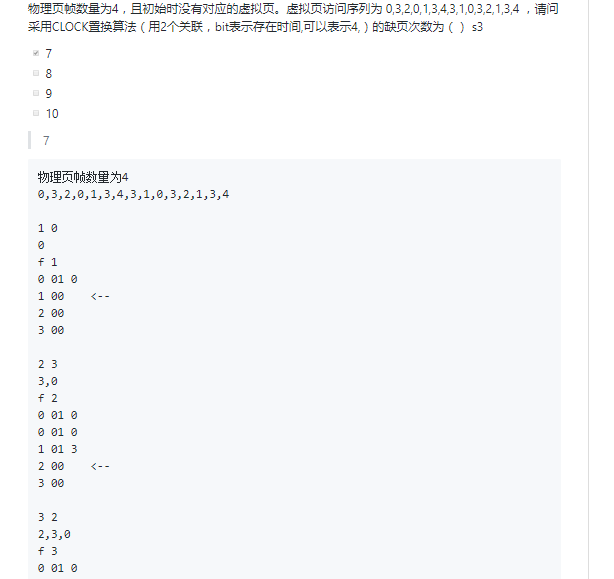 物理页帧数量为4，且初始时没有对应的虚拟页。虚拟页访问序列为 0,3,2,0,1,3,4,3,1,0,3,2,1,3,4 ，请问
采用CLOCK置换算法（用2个关联，bit表示存在时间,可以表示4,）的缺页次数为（ ） s3
7
8
9
10
7
物理页帧数量为4
0,3,2,0,1,3,4,3,1,0,3,2,1,3,4
1 0
0
f 1
0 01 0
1 00 <--
2 00
3 00
2 3
3,0
f 2
0 01 0
0 01 0
1 01 3
2 00 <--
3 00
3 2
2,3,0
f 3
0 01 0